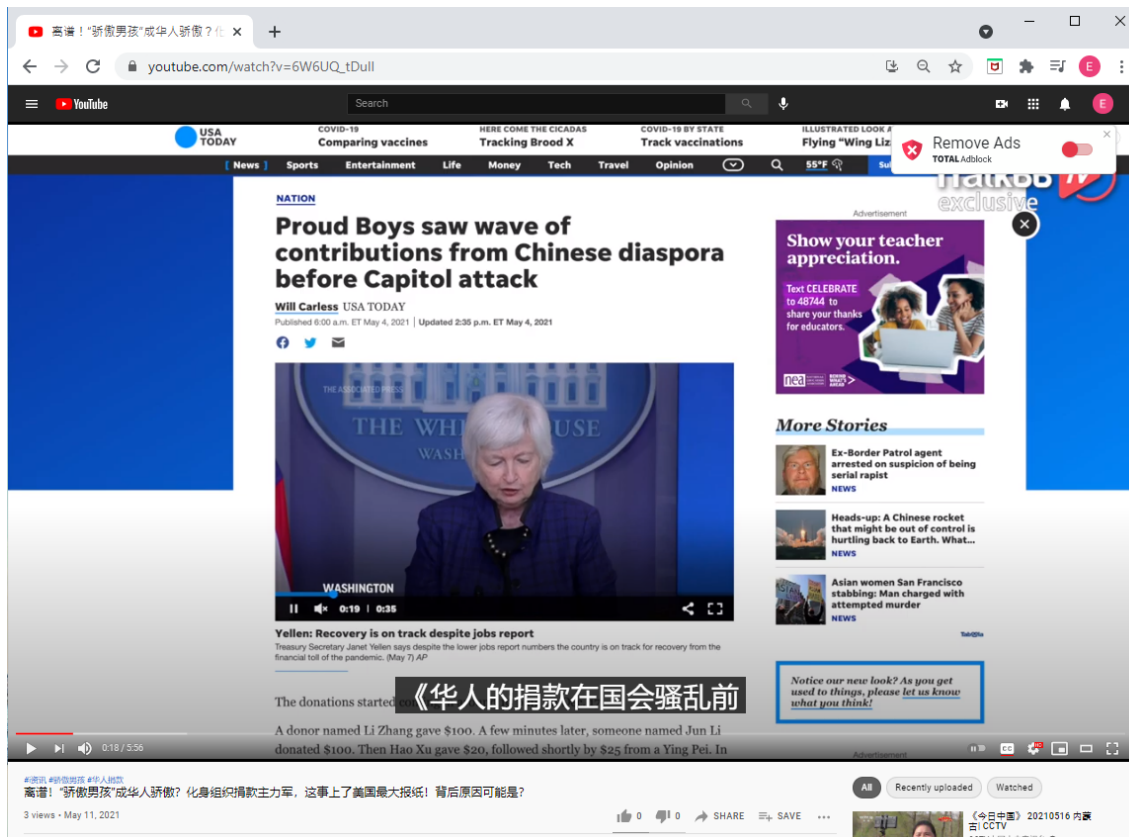 离谱！“骄傲男孩”成华人骄傲？
youtube.com/watch?v=6W6UQ_tDulI
E
YouTube
Search
E
USA
TODAY
COVID-19
Comparing vaccines
HERE COME THE CICADAS
Tracking Brood X
COVID-19 BY STATE
Track vaccinations
ILLUSTRATED LOOK A
Flying "Wing Liz
Remove Ads
TOTAL Adblock
[ News ] Sports Entertainment Life Money Tech Travel Opinion 55°F Su
exclusive
NATION
Proud Boys saw wave of
contributions from Chinese diaspora
before Capitol attack
Will Carless USA TODAY
Published 6:00 a.m. ET May 4, 2021 | Updated 2:35 p.m. ET May 4, 2021
THE ASSOCIATED PRESS
THE WH USE
WASH
WASHINGTON
0:19 | 0:35
Yellen: Recovery is on track despite jobs report
Treasury Secretary Janet Yellen says despite the lower jobs report numbers the country is on track for recovery from the
financial toll of the pandemic. (May 7) AP
The donations started
《华人的捐款在国会骚乱前
A donor named Li Zhang gave $100. A few minutes later, someone named Jun Li
donated $100. Then Hao Xu gave $20, followed shortly by $25 from a Ying Pei. In
Advertisement
Show your teacher
appreciation.
Text CELEBRATE
to 48744 to
share your thanks
for educators.
nea
More Stories
Ex-Border Patrol agent
arrested on suspicion of being
serial rapist
NEWS
Heads-up: A Chinese rocket
that might be out of control is
hurtling back to Earth. What...
NEWS
Asian women San Francisco
stabbing: Man charged with
attempted murder
NEWS
Taboola
Notice our new look? As you get
used to things, please let us know
what you think!
Advertisement
0:18 / 5:56
CC
HD
#资讯 #骄傲男孩 #华人捐款
离谱！“骄傲男孩”成华人骄傲？化身组织捐款主力军，这事上了美国最大报纸！背后原因可能是？
3 views • May 11, 2021
0 0 SHARE SAVE
All Recently uploaded Watched
《今日中国》 20210516 内蒙
古| CCTV